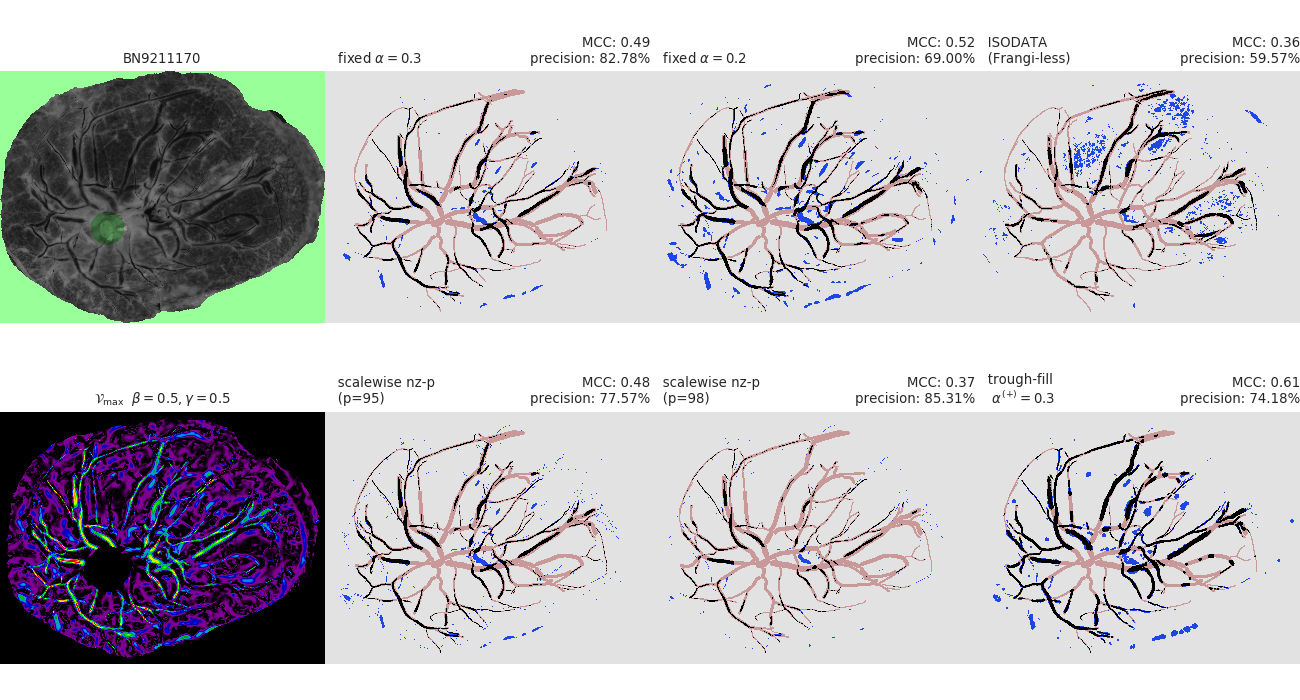 BN9211170
fixed α = 0.3
MCC: 0.49
precision: 82.78%
fixed α = 0.2
MCC: 0.52
precision: 69.00%
ISODATA
(Frangi-less)
MCC: 0.36
precision: 59.57%
𝒱max β = 0.5, γ = 0.5
scalewise nz-p
(p=95)
MCC: 0.48
precision: 77.57%
scalewise nz-p
(p=98)
MCC: 0.37
precision: 85.31%
trough-fill
α(+) = 0.3
MCC: 0.61
precision: 74.18%